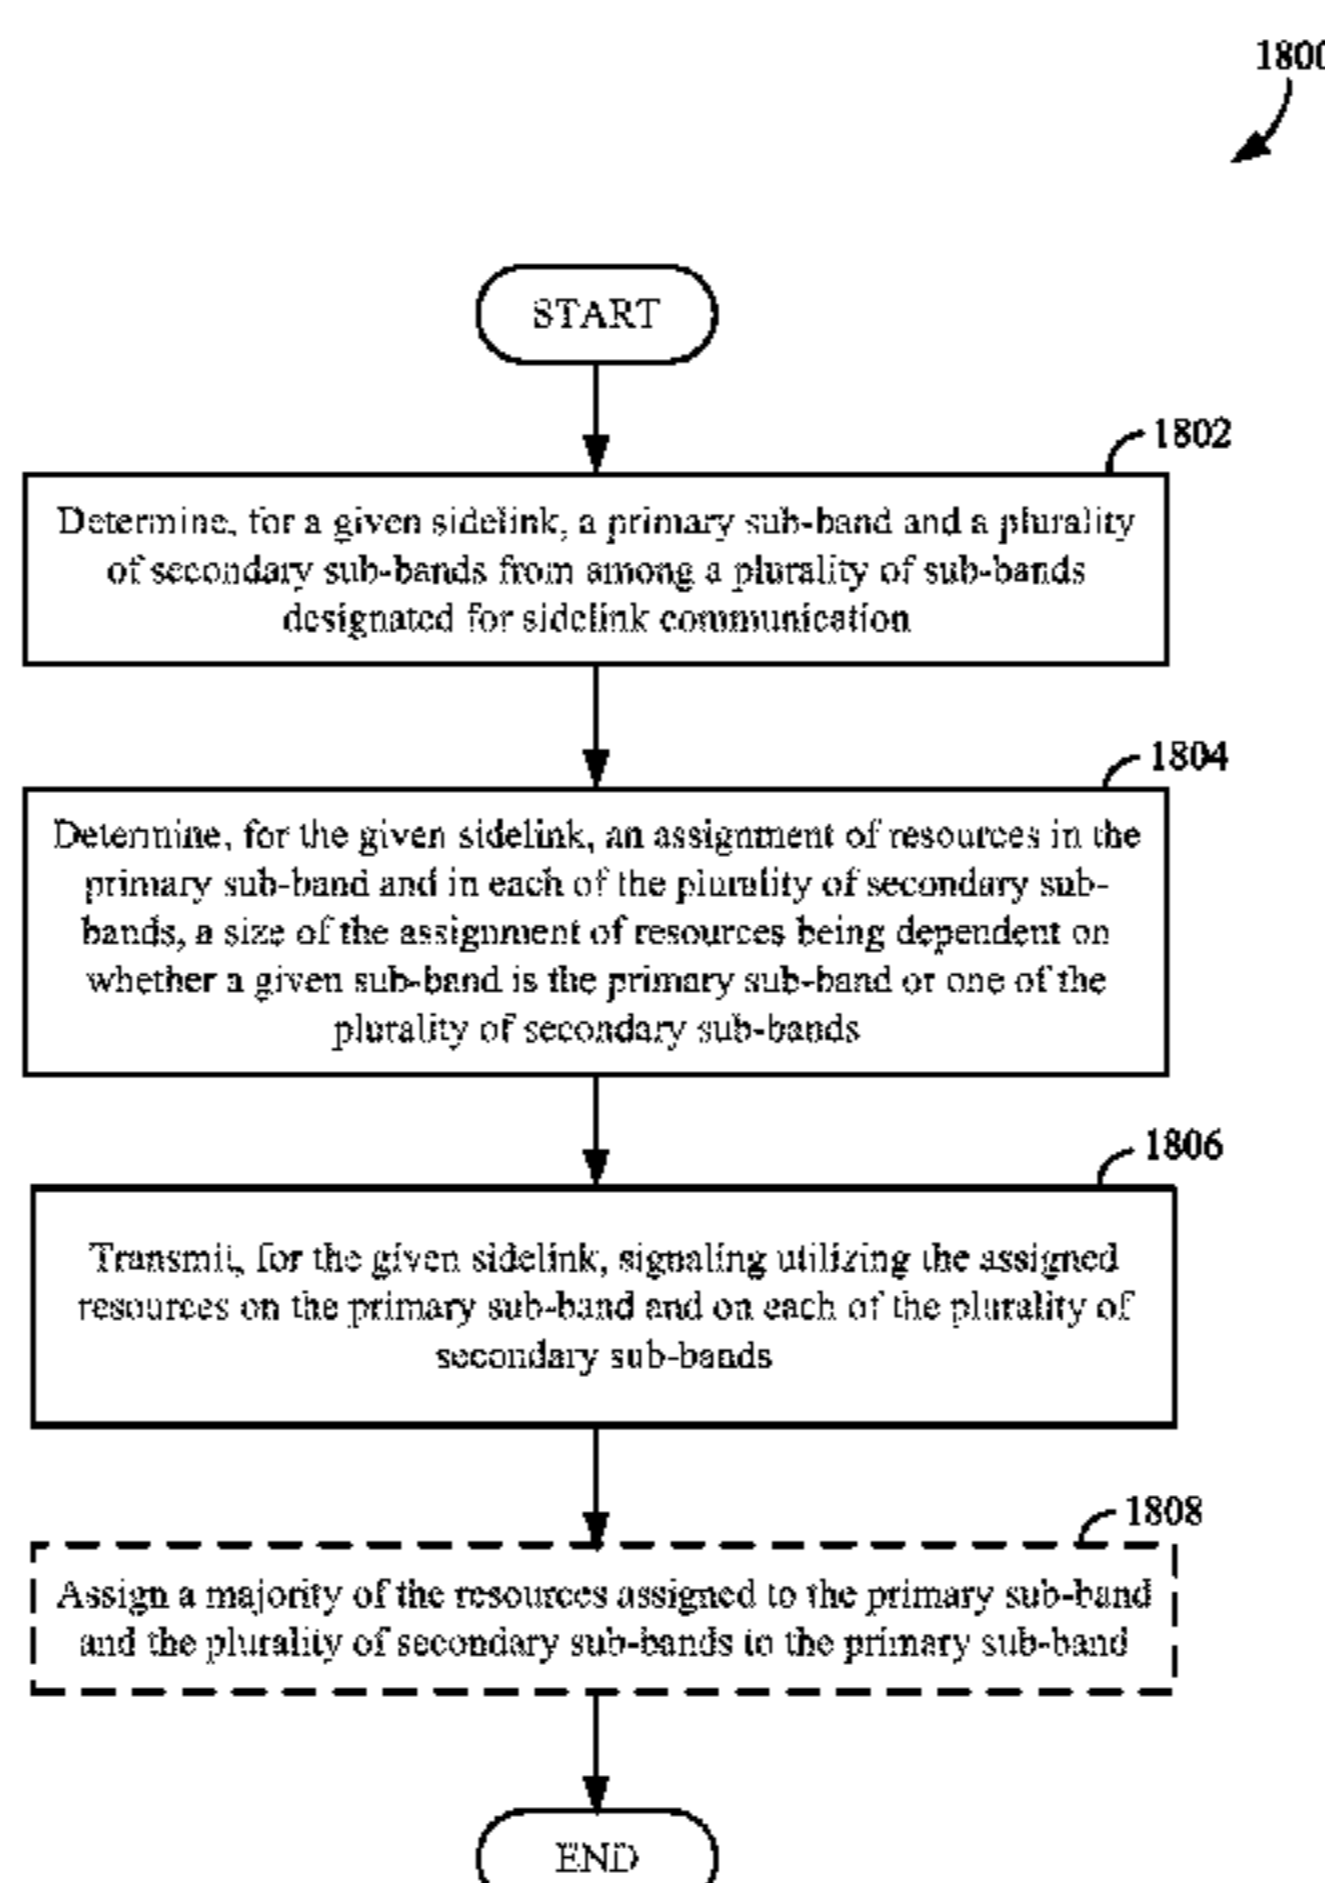 1800
START
1802
Determine, for a given sidelink, a primary sub-band and a plurality
of secondary sub-bands from among a plurality of sub-bands
designated for sidelink communication
1804
Determine, for the given sidelink, an assignment of resources in the
primary sub-band and in each of the plurality of secondary sub-
bands, a size of the assignment of resources being dependent on
whether a given sub-band is the primary sub-band or one of the
plurality of secondary sub-bands
1806
Transmit, for the given sidelink, signaling utilizing the assigned
resources on the primary sub-band and on each of the plurality of
secondary sub-bands
1808
Assign a majority of the resources assigned to the primary sub-band
and the plurality of secondary sub-bands to the primary sub-band
END